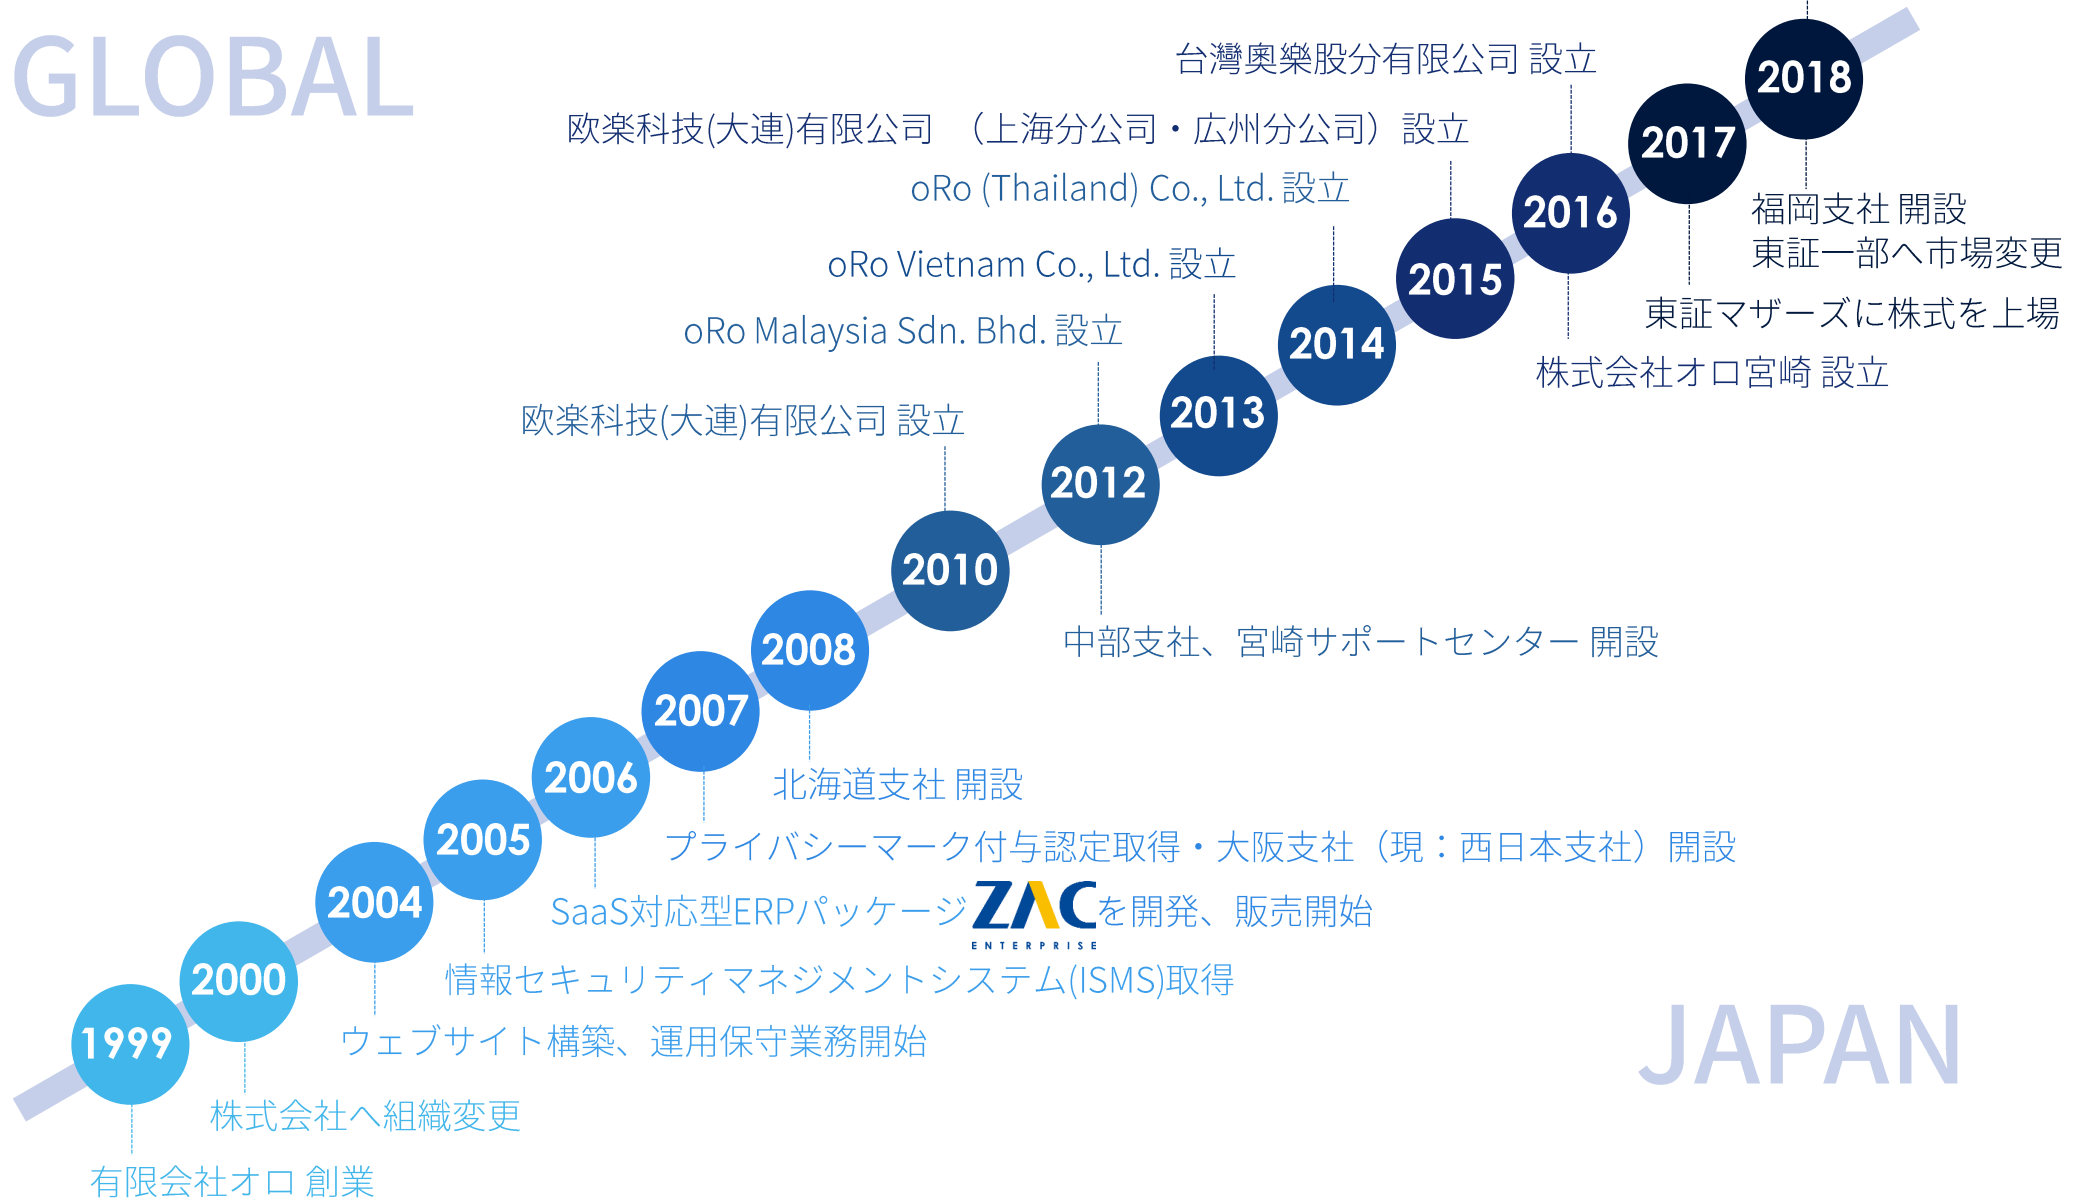 GLOBAL
2018
台灣奧樂股分有限公司 設立
2017
欧楽科技(大連)有限公司 （上海分公司・広州分公司）設立
oRo (Thailand) Co., Ltd. 設立
2016
福岡支社 開設
東証一部へ市場変更
oRo Vietnam Co., Ltd. 設立
2015
東証マザーズに株式を上場
oRo Malaysia Sdn. Bhd. 設立
2014
株式会社オロ宮崎 設立
欧楽科技(大連)有限公司 設立
2013
2012
2010
中部支社、宮崎サポートセンター 開設
2008
2007
北海道支社 開設
2006
プライバシーマーク付与認定取得・大阪支社（現：西日本支社）開設
2005
SaaS対応型ERPパッケージZAC ENTERPRISEを開発、販売開始
2004
情報セキュリティマネジメントシステム(ISMS)取得
2000
ウェブサイト構築、運用保守業務開始
1999
株式会社へ組織変更
有限会社オロ 創業
JAPAN